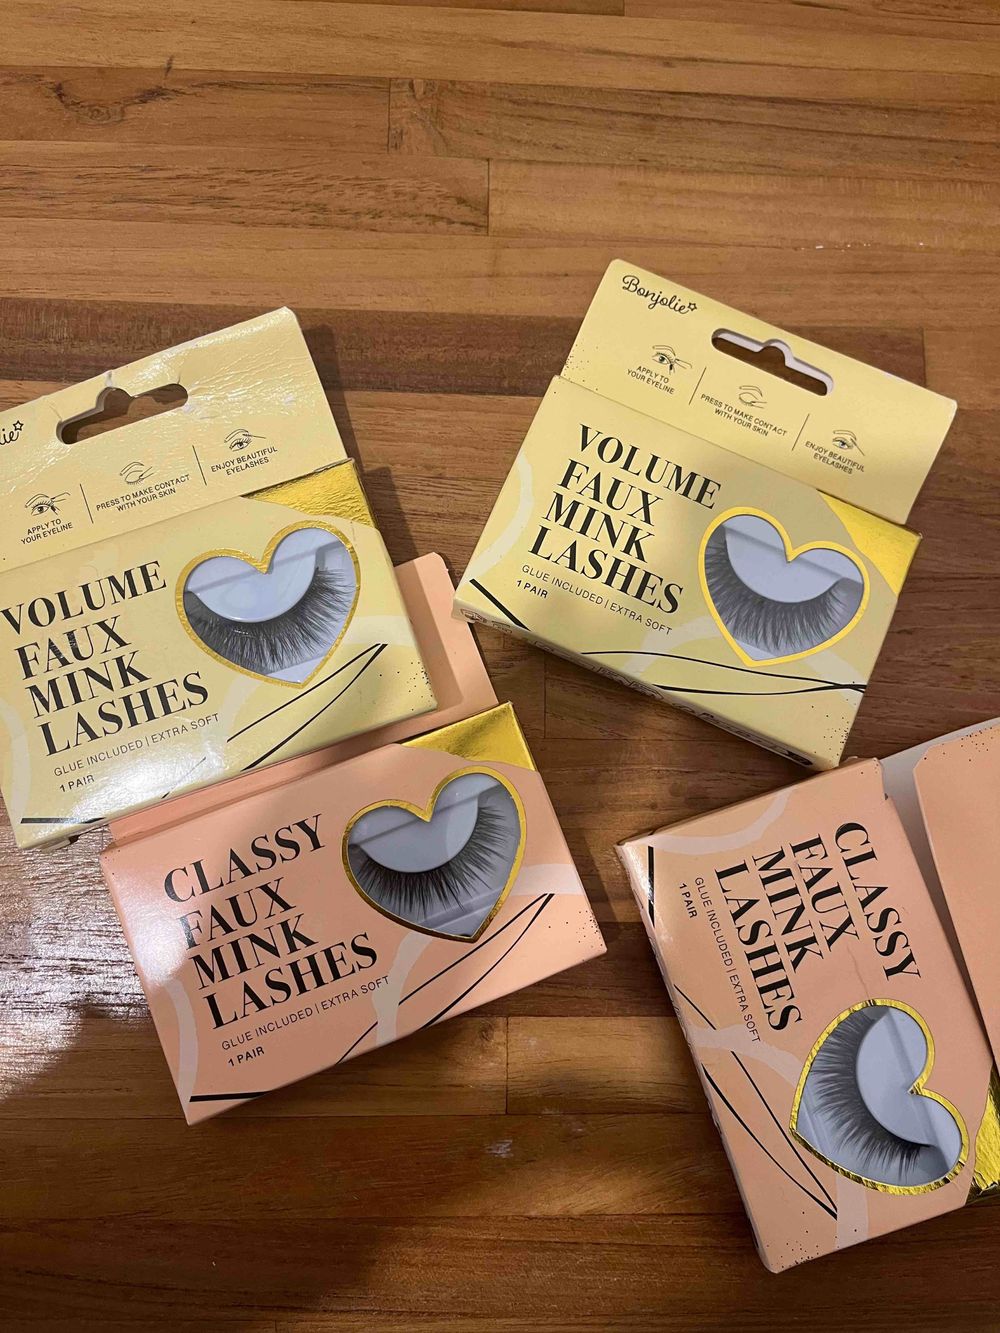 Bonjolie
APPLY TO
YOUR EYELINE
PRESS TO MAKE CONTACT
WITH YOUR SKIN
ENJOY BEAUTIFUL
EYELASHES
VOLUME
FAUX
MINK
LASHES
GLUE INCLUDED | EXTRA SOFT
1 PAIR
lie
APPLY TO
YOUR EYELINE
PRESS TO MAKE CONTACT
WITH YOUR SKIN
ENJOY BEAUTIFUL
EYELASHES
VOLUME
FAUX
MINK
LASHES
GLUE INCLUDED | EXTRA SOFT
1 PAIR
CLASSY
FAUX
MINK
LASHES
GLUE INCLUDED | EXTRA SOFT
1 PAIR
CLASSY
FAUX
MINK
LASHES
GLUE INCLUDED | EXTRA SOFT
1 PAIR